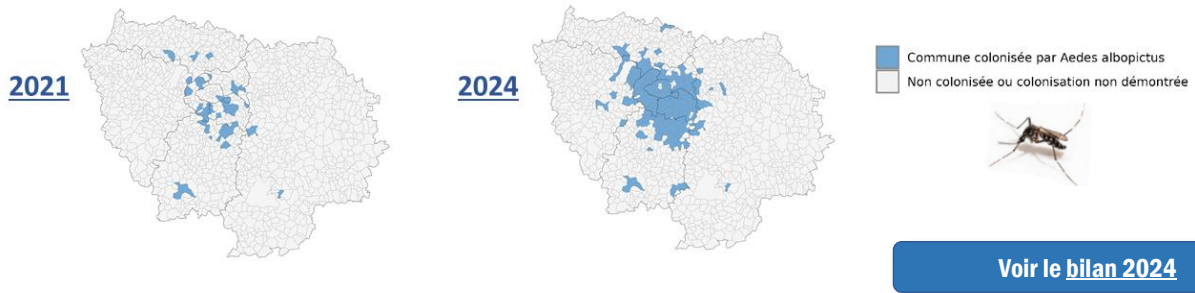 2021
2024
Commune colonisée par Aedes albopictus
Non colonisée ou colonisation non démontrée
Voir le bilan 2024